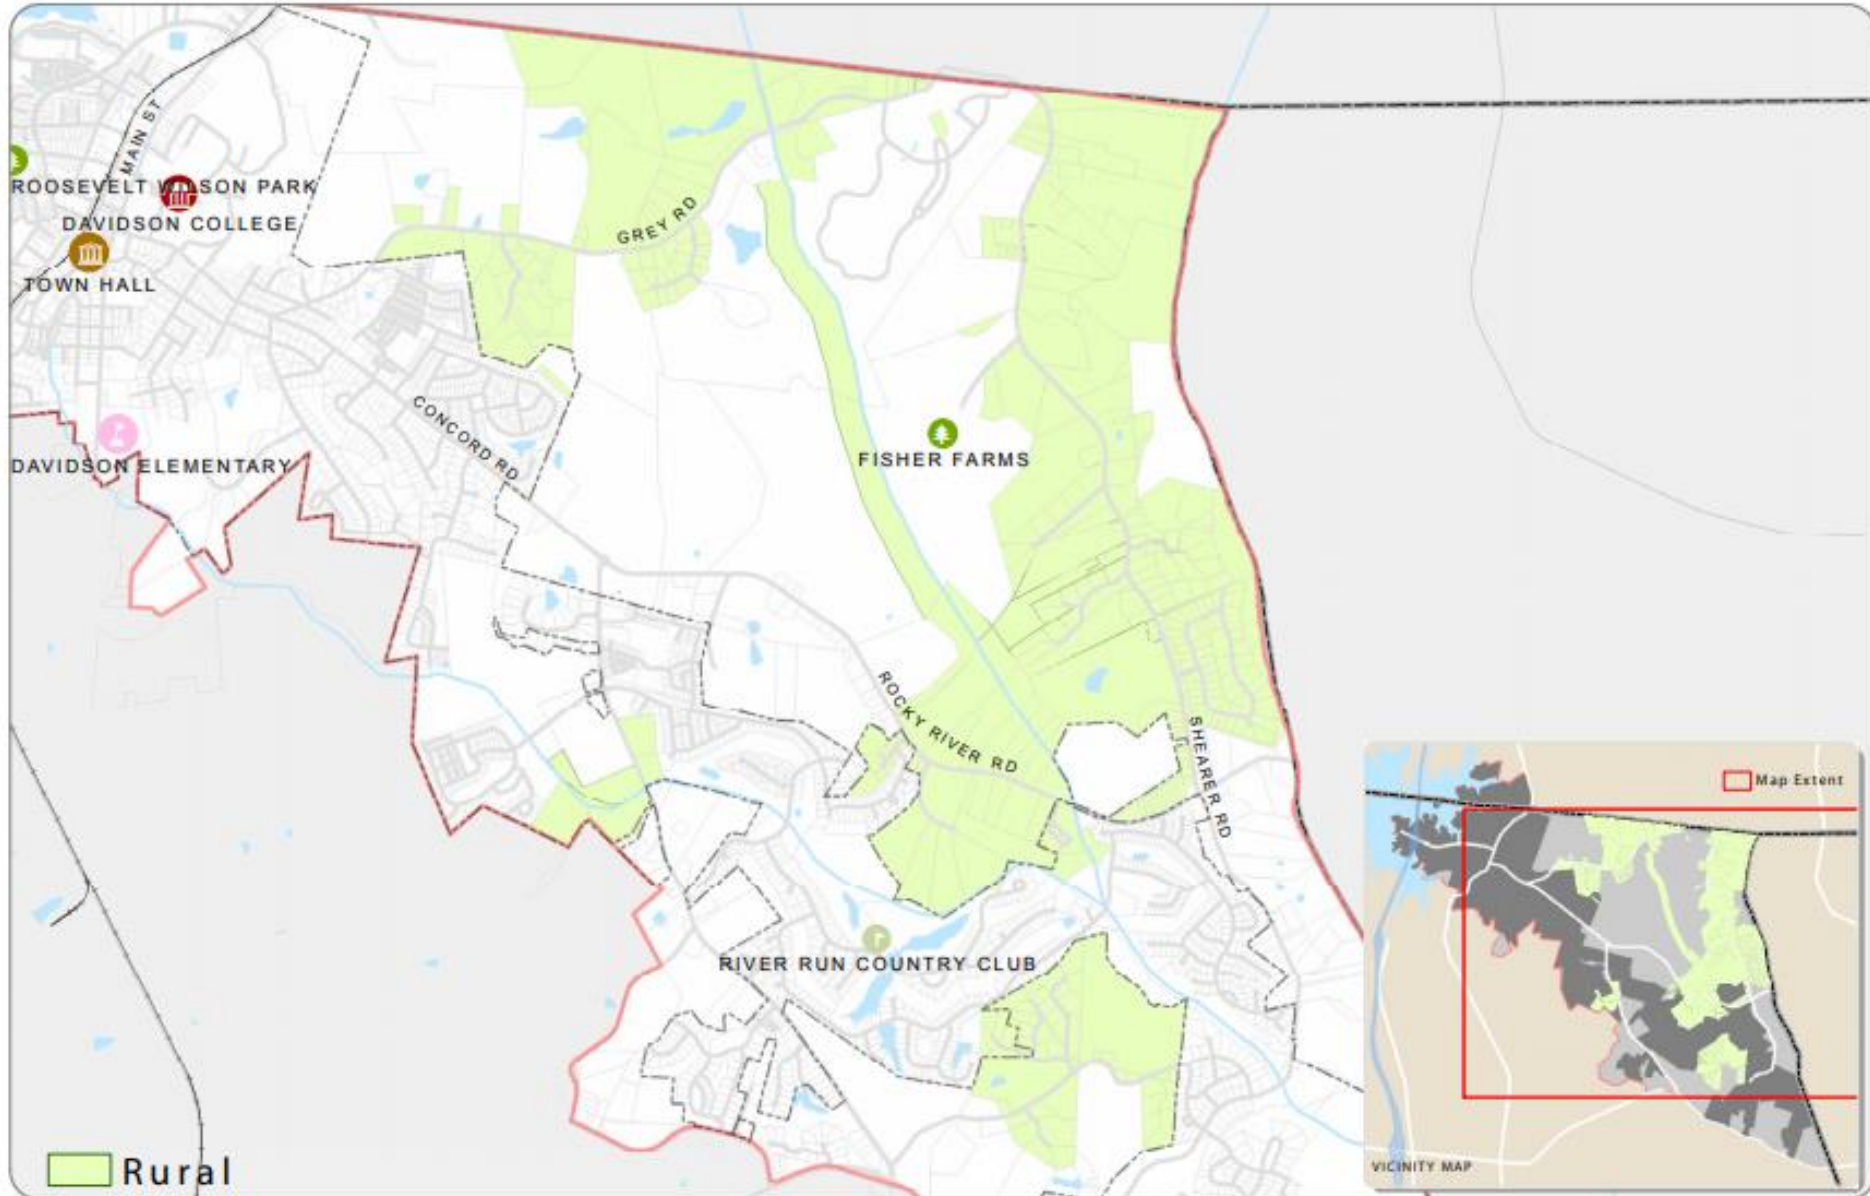 MAIN ST
ROOSEVELT WILSON PARK
DAVIDSON COLLEGE
TOWN HALL
GREY RD
CONCORD RD
DAVIDSON ELEMENTARY
FISHER FARMS
ROCKY RIVER RD
SHEARER RD
RIVER RUN COUNTRY CLUB
Rural
Map Extent
VICINITY MAP